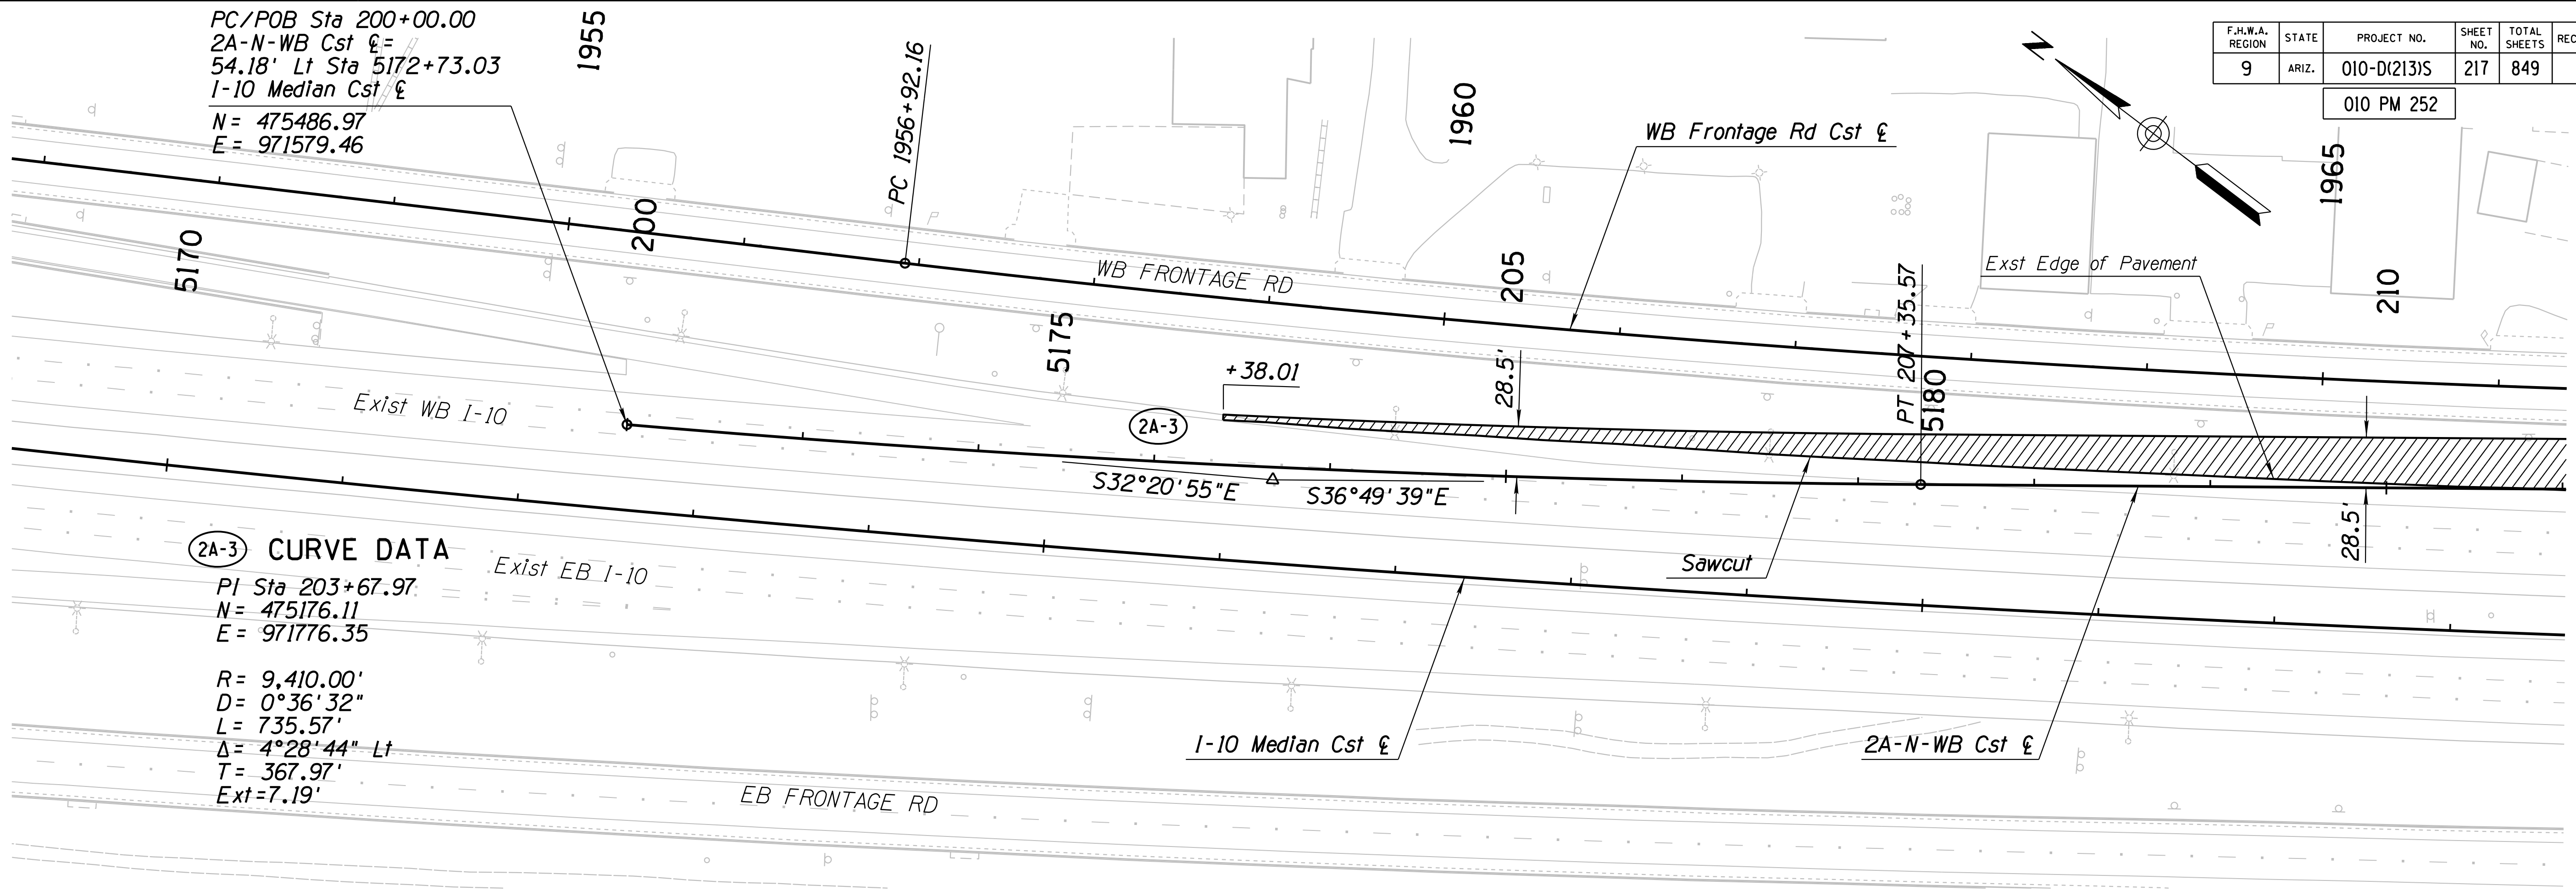 PC/POB Sta 200+00.00
2A-N-WB Cst ℄=
54.18' Lt Sta 5172+73.03
I-10 Median Cst ℄
N= 475486.97
E= 971579.46
1955
PC 1956+92.16
1960
WB Frontage Rd Cst ℄
1965
F.H.W.A. REGION STATE PROJECT NO. SHEET NO. TOTAL SHEETS REC
9 ARIZ. 010-D(213)S 217 849
010 PM 252
N
5170
200
WB FRONTAGE RD
205
Exst Edge of Pavement
210
5175
+38.01
28.5'
PT 207+35.57
5180
Exist WB I-10
2A-3
S32°20'55"E
S36°49'39"E
28.5'
Sawcut
2A-3 CURVE DATA
Exist EB I-10
PI Sta 203+67.97
N= 475176.11
E= 971776.35
R= 9,410.00'
D= 0°36'32"
L= 735.57'
Δ= 4°28'44" Lt
T= 367.97'
Ext=7.19'
I-10 Median Cst ℄
2A-N-WB Cst ℄
EB FRONTAGE RD